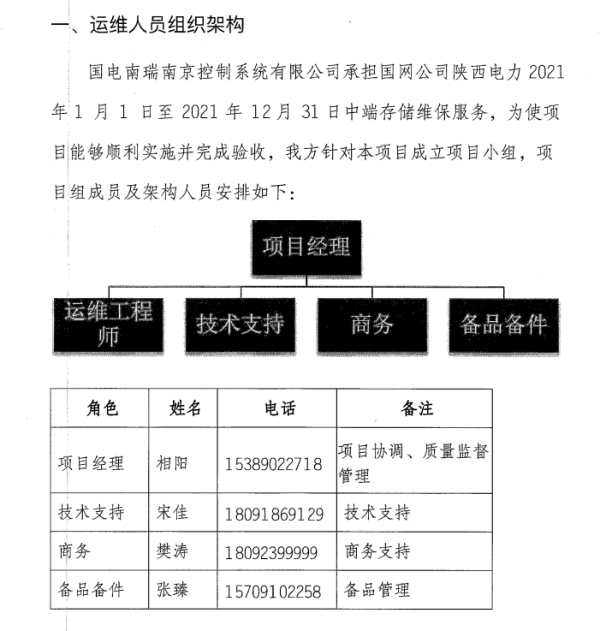 一、运维人员组织架构
国电南瑞南京控制系统有限公司承担国网公司陕西电力 2021
年 1 月 1 日至 2021 年 12 月 31 日中端存储维保服务，为使项
目能够顺利实施并完成验收，我方针对本项目成立项目小组，项
目组成员及架构人员安排如下：
项目经理
运维工程师 技术支持 商务 备品备件
角色 姓名 电话 备注
项目经理 相阳 15389022718 项目协调、质量监督管理
技术支持 宋佳 18091869129 技术支持
商务 樊涛 18092399999 商务支持
备品备件 张臻 15709102258 备品管理